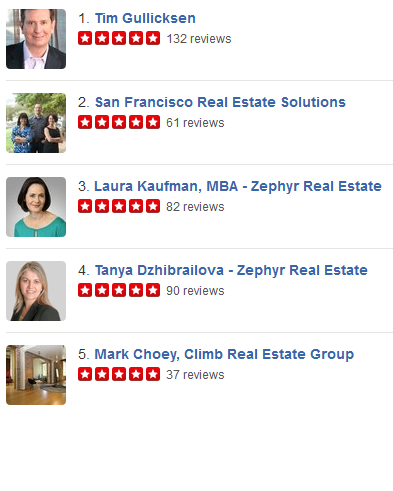 1. Tim Gullicksen
132 reviews
2. San Francisco Real Estate Solutions
61 reviews
3. Laura Kaufman, MBA - Zephyr Real Estate
82 reviews
4. Tanya Dzhibrailova - Zephyr Real Estate
90 reviews
5. Mark Choey, Climb Real Estate Group
37 reviews